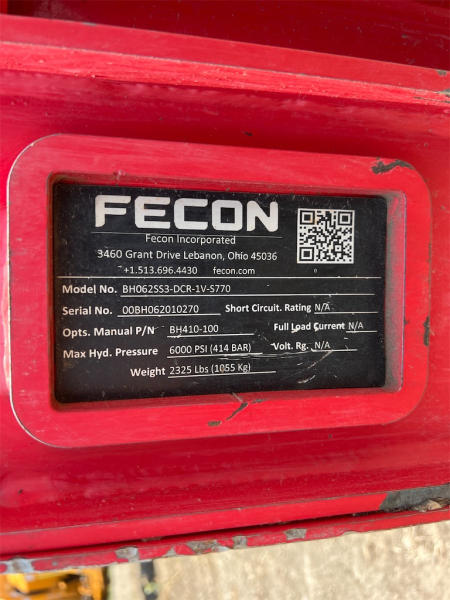 FECON
Fecon Incorporated
3460 Grant Drive Lebanon, Ohio 45036
+1.513.696.4430 fecon.com
Model No. BH062SS3-DCR-1V-S770
Serial No. 00BH062010270 Short Circuit. Rating N/A
Opts. Manual P/N BH410-100 Full Load Current N/A
Max Hyd. Pressure 6000 PSI (414 BAR) Volt. Rg. N/A
Weight 2325 Lbs (1055 Kg)